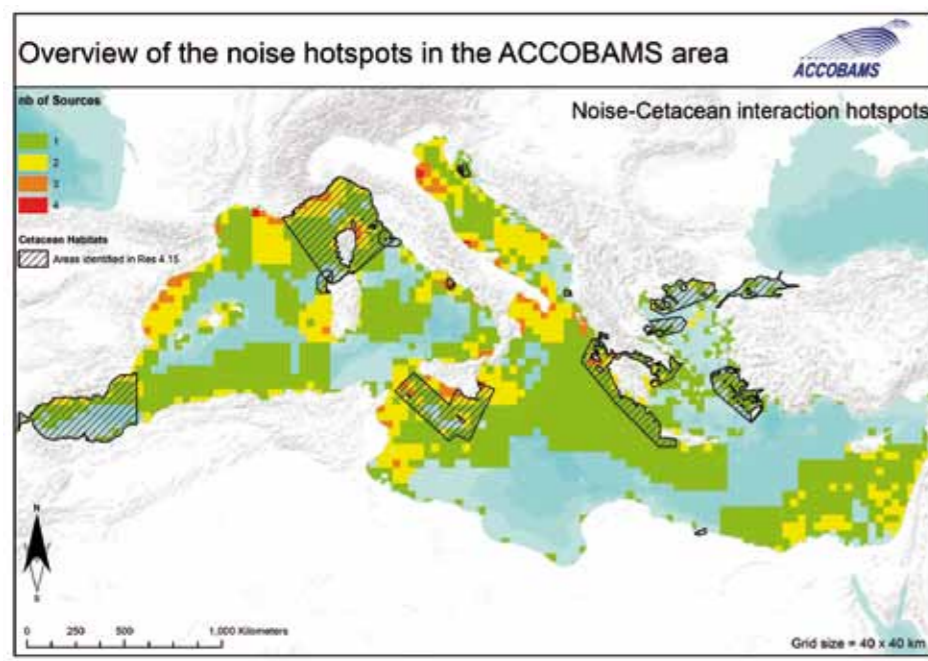 Overview of the noise hotspots in the ACCOBAMS area
ACCOBAMS
nb of Sources
Noise-Cetacean interaction hotspots
1
2
3
4
Cetacean Habitats
Areas identified in Res 4.15
N
S
0 250 500 1,000 Kilometers
Grid size = 40 x 40 km